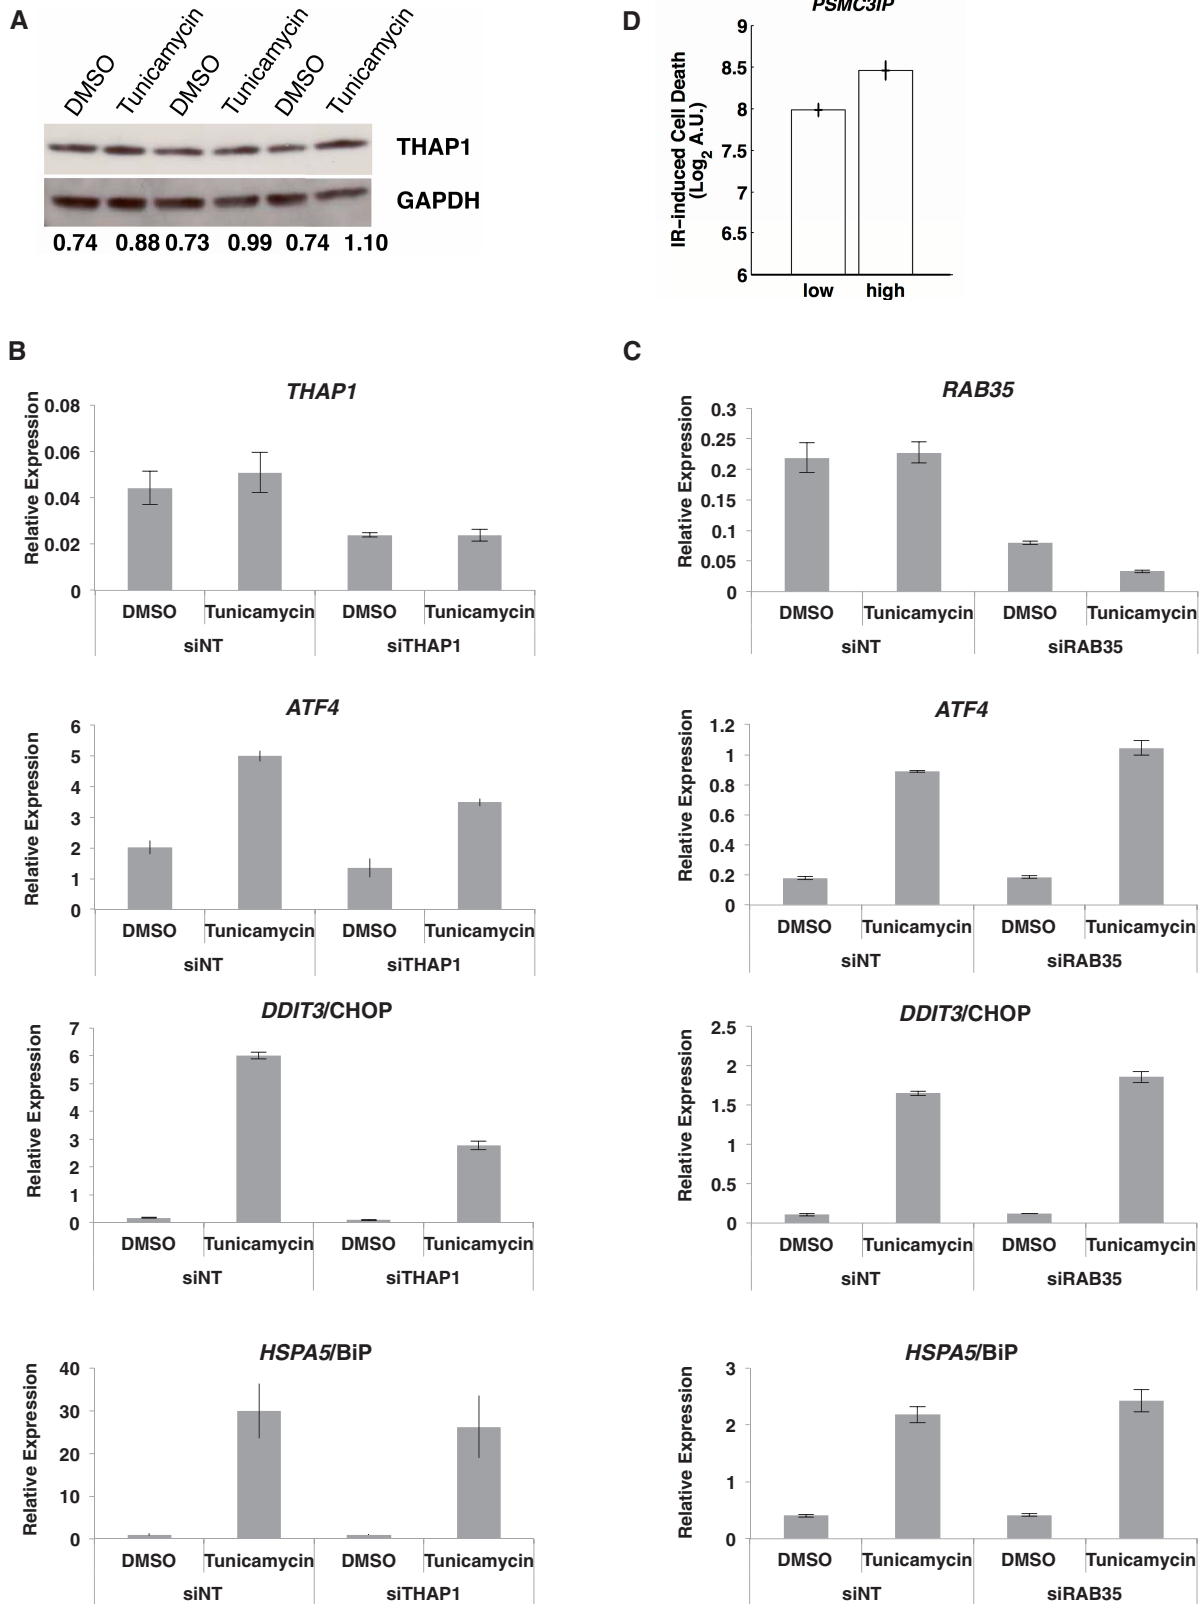 A
DMSO
Tunicamycin
DMSO
Tunicamycin
DMSO
Tunicamycin
THAP1
GAPDH
0.74 0.88 0.73 0.99 0.74 1.10
D
PSMC3IP
IR-induced Cell Death
(Log2 A.U.)
9
8.5
8
7.5
7
6.5
6
low high
B
THAP1
Relative Expression
0.08
0.06
0.04
0.02
0
DMSO Tunicamycin DMSO Tunicamycin
siNT siTHAP1
ATF4
Relative Expression
6
5
4
3
2
1
0
DMSO Tunicamycin DMSO Tunicamycin
siNT siTHAP1
DDIT3/CHOP
Relative Expression
7
6
5
4
3
2
1
0
DMSO Tunicamycin DMSO Tunicamycin
siNT siTHAP1
HSPA5/BiP
Relative Expression
40
30
20
10
0
DMSO Tunicamycin DMSO Tunicamycin
siNT siTHAP1
C
RAB35
Relative Expression
0.3
0.25
0.2
0.15
0.1
0.05
0
DMSO Tunicamycin DMSO Tunicamycin
siNT siRAB35
ATF4
Relative Expression
1.2
1
0.8
0.6
0.4
0.2
0
DMSO Tunicamycin DMSO Tunicamycin
siNT siRAB35
DDIT3/CHOP
Relative Expression
2.5
2
1.5
1
0.5
0
DMSO Tunicamycin DMSO Tunicamycin
siNT siRAB35
HSPA5/BiP
Relative Expression
3
2
1
0
DMSO Tunicamycin DMSO Tunicamycin
siNT siRAB35